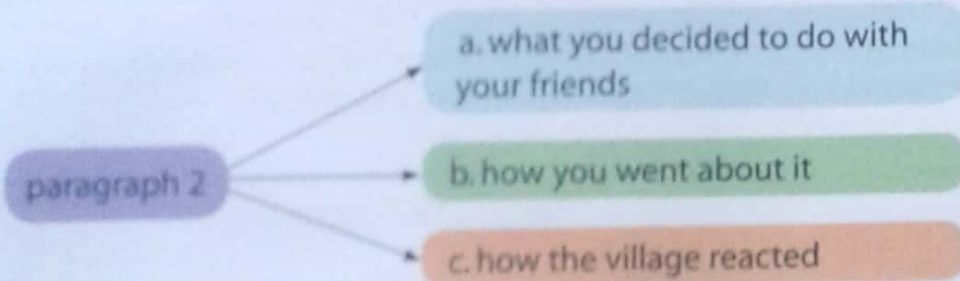 a. what you decided to do with
your friends
paragraph 2
b. how you went about it
c. how the village reacted